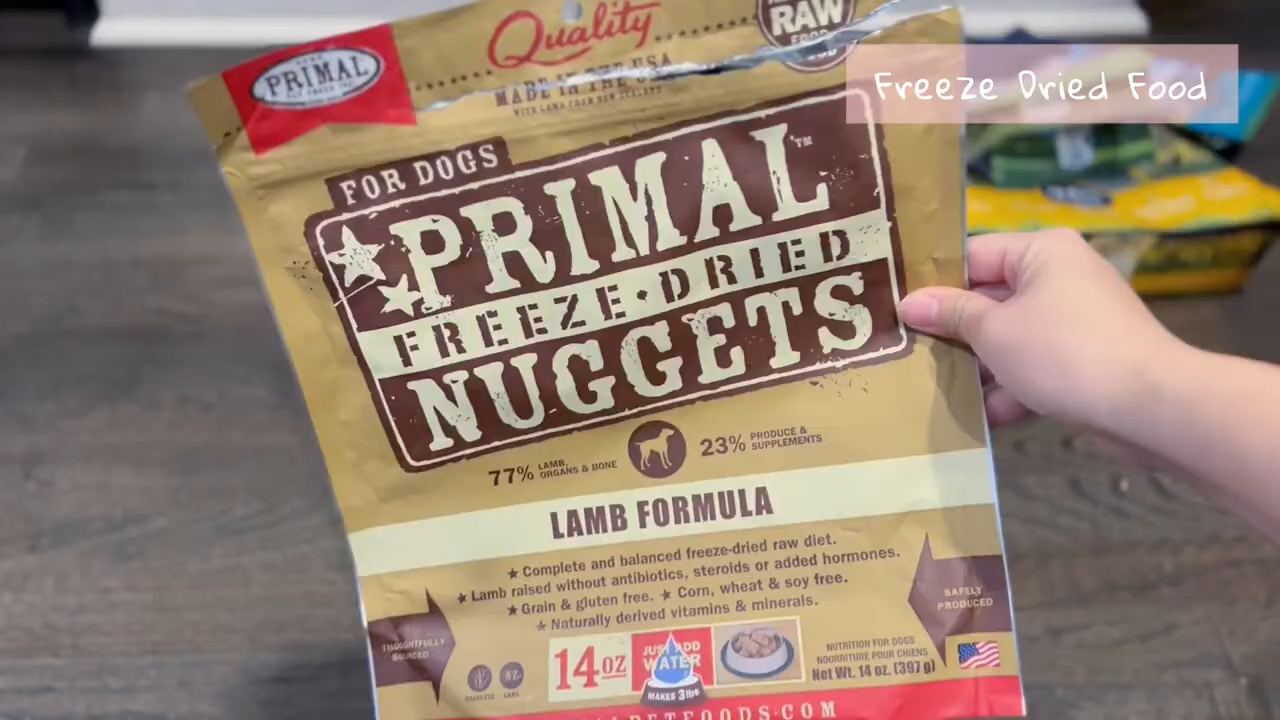 Quality
RAW
PRIMAL
MADE IN THE USA
WITH LAMB FROM NEW ZEALAND
Freeze Dried Food
FOR DOGS
PRIMAL™
FREEZE·DRIED
NUGGETS
77% LAMB, ORGANS & BONE
23% PRODUCE & SUPPLEMENTS
LAMB FORMULA
★ Complete and balanced freeze-dried raw diet.
★ Lamb raised without antibiotics, steroids or added hormones.
★ Grain & gluten free. ★ Corn, wheat & soy free.
★ Naturally derived vitamins & minerals.
THOUGHTFULLY SOURCED
SAFELY PRODUCED
14OZ
JUST ADD
WATER
MAKES 3lbs
NUTRITION FOR DOGS
NOURRITURE POUR CHIENS
Net Wt. 14 oz. (397 g)